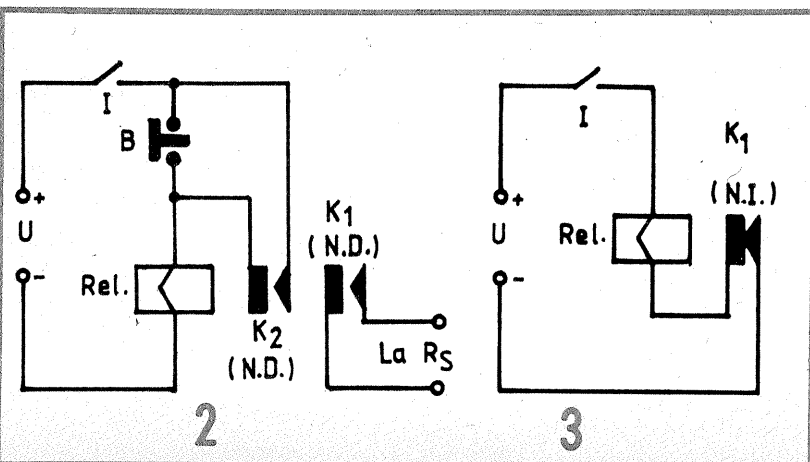 I
B
+
U
-
Rel.
K2
(N.D.)
K1
(N.D.)
La RS
2
I
+
U
-
Rel.
K1
(N.I.)
3